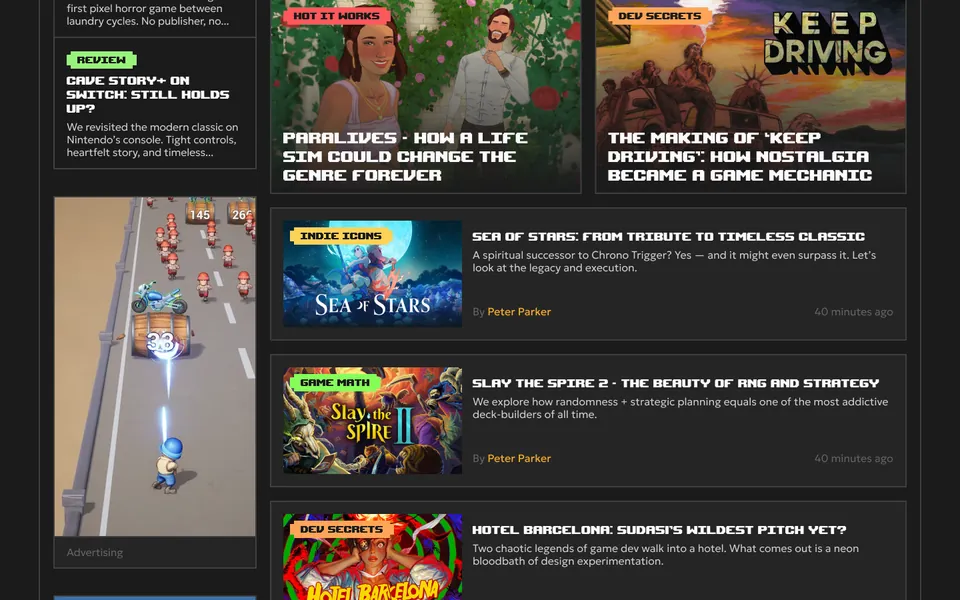 first pixel horror game between
laundry cycles. No publisher, no...
REVIEW
CAVE STORY+ ON
SWITCH: STILL HOLDS
UP?
We revisited the modern classic on
Nintendo's console. Tight controls,
heartfelt story, and timeless...
145
38
Advertising
HOT IT WORKS
PARALIVES - HOW A LIFE
SIM COULD CHANGE THE
GENRE FOREVER
DEV SECRETS
KEEP
DRIVING
THE MAKING OF ‘KEEP
DRIVING’: HOW NOSTALGIA
BECAME A GAME MECHANIC
INDIE ICONS
SEA OF STARS
SEA OF STARS: FROM TRIBUTE TO TIMELESS CLASSIC
A spiritual successor to Chrono Trigger? Yes — and it might even surpass it. Let's
look at the legacy and execution.
By Peter Parker
40 minutes ago
GAME MATH
Slay the
SPIRE II
SLAY THE SPIRE 2 - THE BEAUTY OF RNG AND STRATEGY
We explore how randomness + strategic planning equals one of the most addictive
deck-builders of all time.
By Peter Parker
40 minutes ago
DEV SECRETS
HOTEL BARCELONA
HOTEL BARCELONA: SUDA51'S WILDEST PITCH YET?
Two chaotic legends of game dev walk into a hotel. What comes out is a neon
bloodbath of design experimentation.